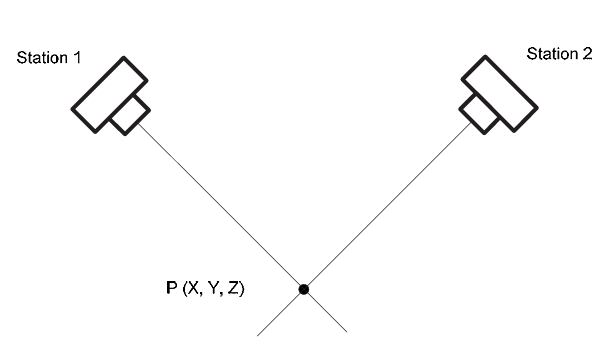 Station 1
Station 2
P (X, Y, Z)